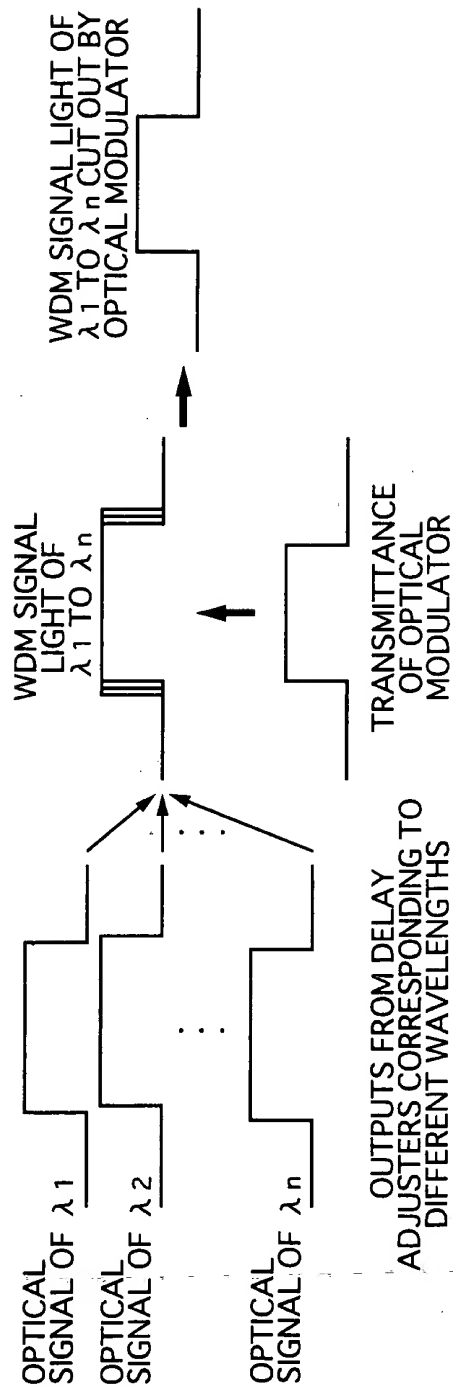 OPTICAL
SIGNAL OF λ1
OPTICAL
SIGNAL OF λ2
OPTICAL
SIGNAL OF λn
OUTPUTS FROM DELAY
ADJUSTERS CORRESPONDING TO
DIFFERENT WAVELENGTHS
WDM SIGNAL
LIGHT OF
λ1 TO λn
TRANSMITTANCE
OF OPTICAL
MODULATOR
WDM SIGNAL LIGHT OF
λ1 TO λn CUT OUT BY
OPTICAL MODULATOR